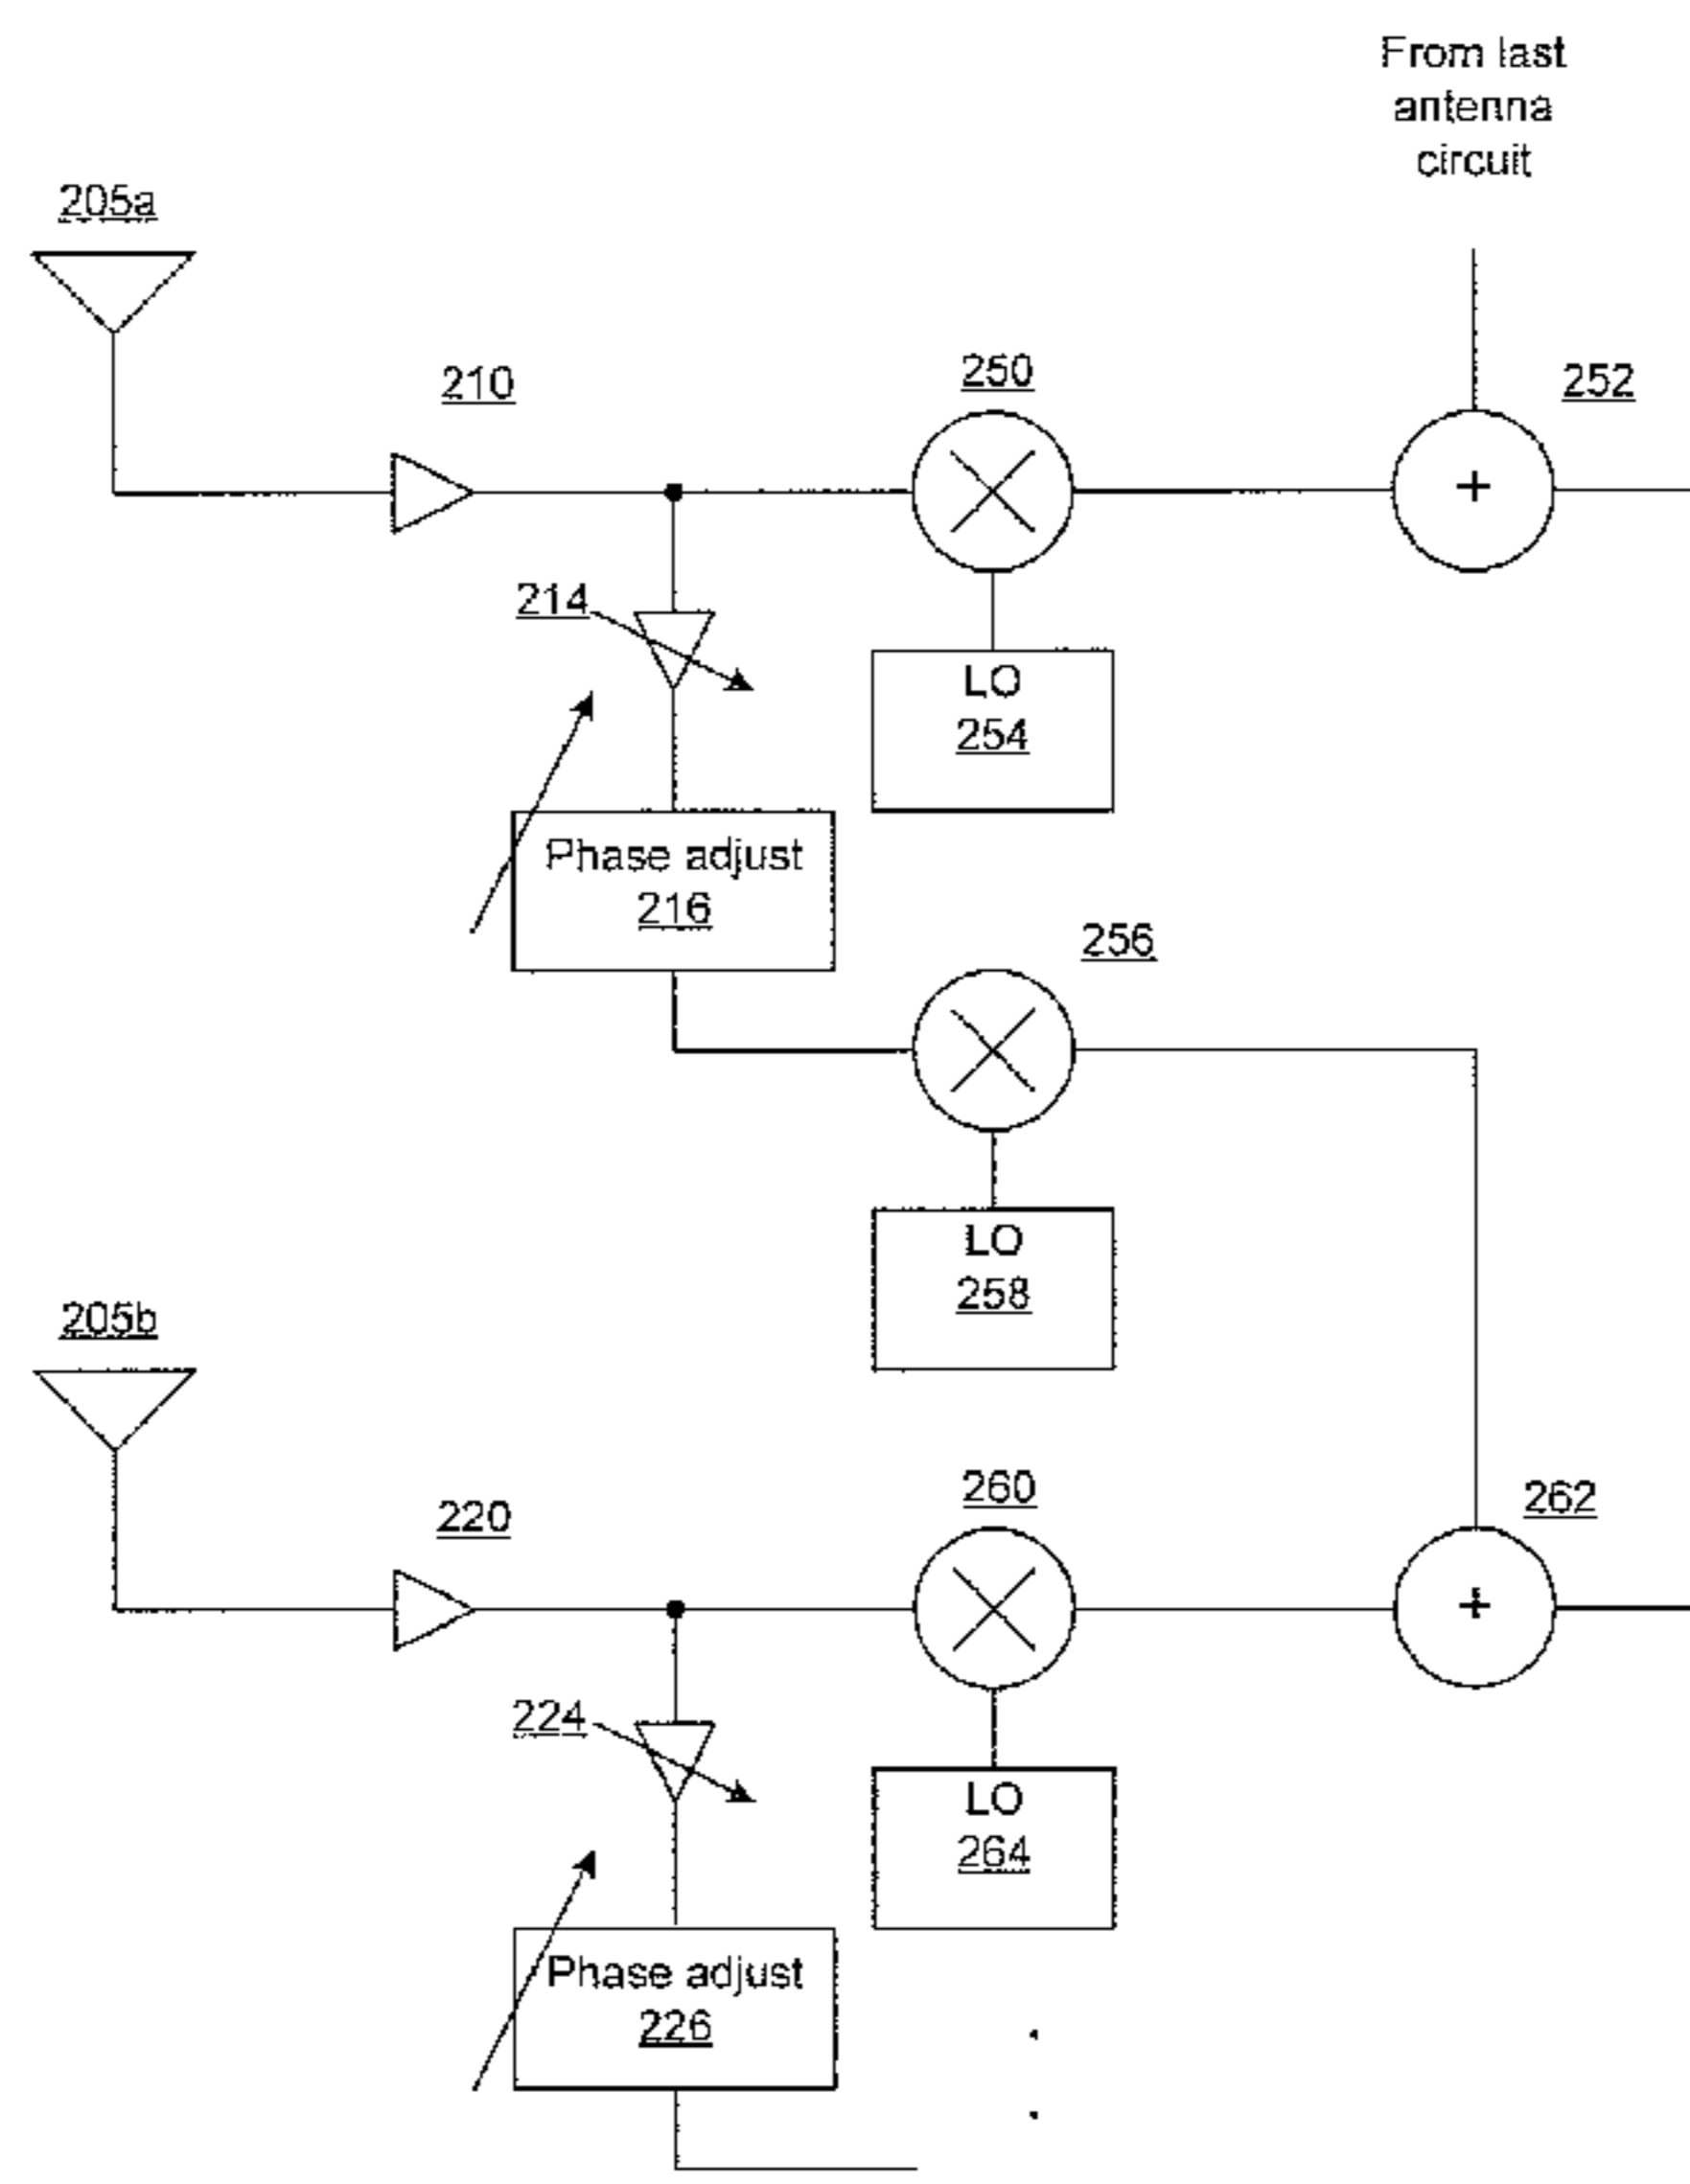 From last
antenna
circuit
205a
210
250
252
214
LO
254
Phase adjust
216
256
LO
258
205b
220
260
262
224
LO
264
Phase adjust
226